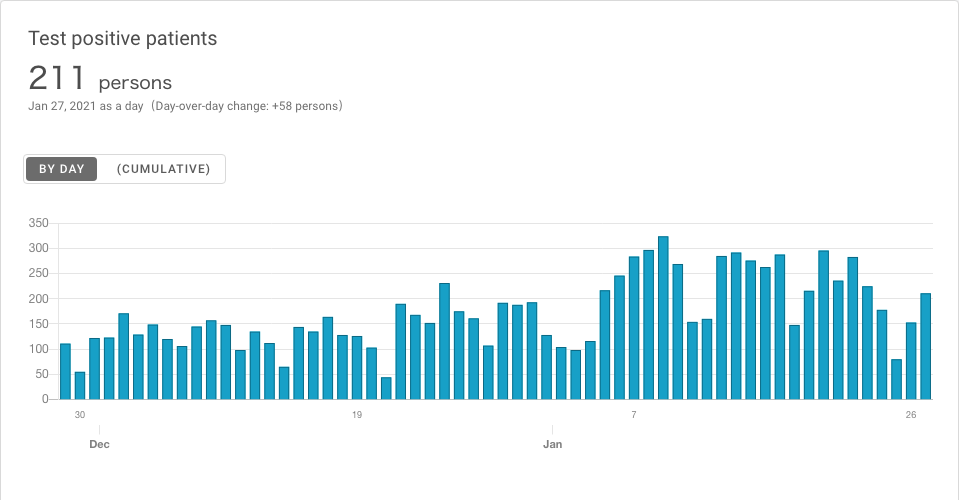 Test positive patients
211 persons
Jan 27, 2021 as a day（Day-over-day change: +58 persons）
BY DAY (CUMULATIVE)
350
300
250
200
150
100
50
0
30 19 7 26
Dec Jan